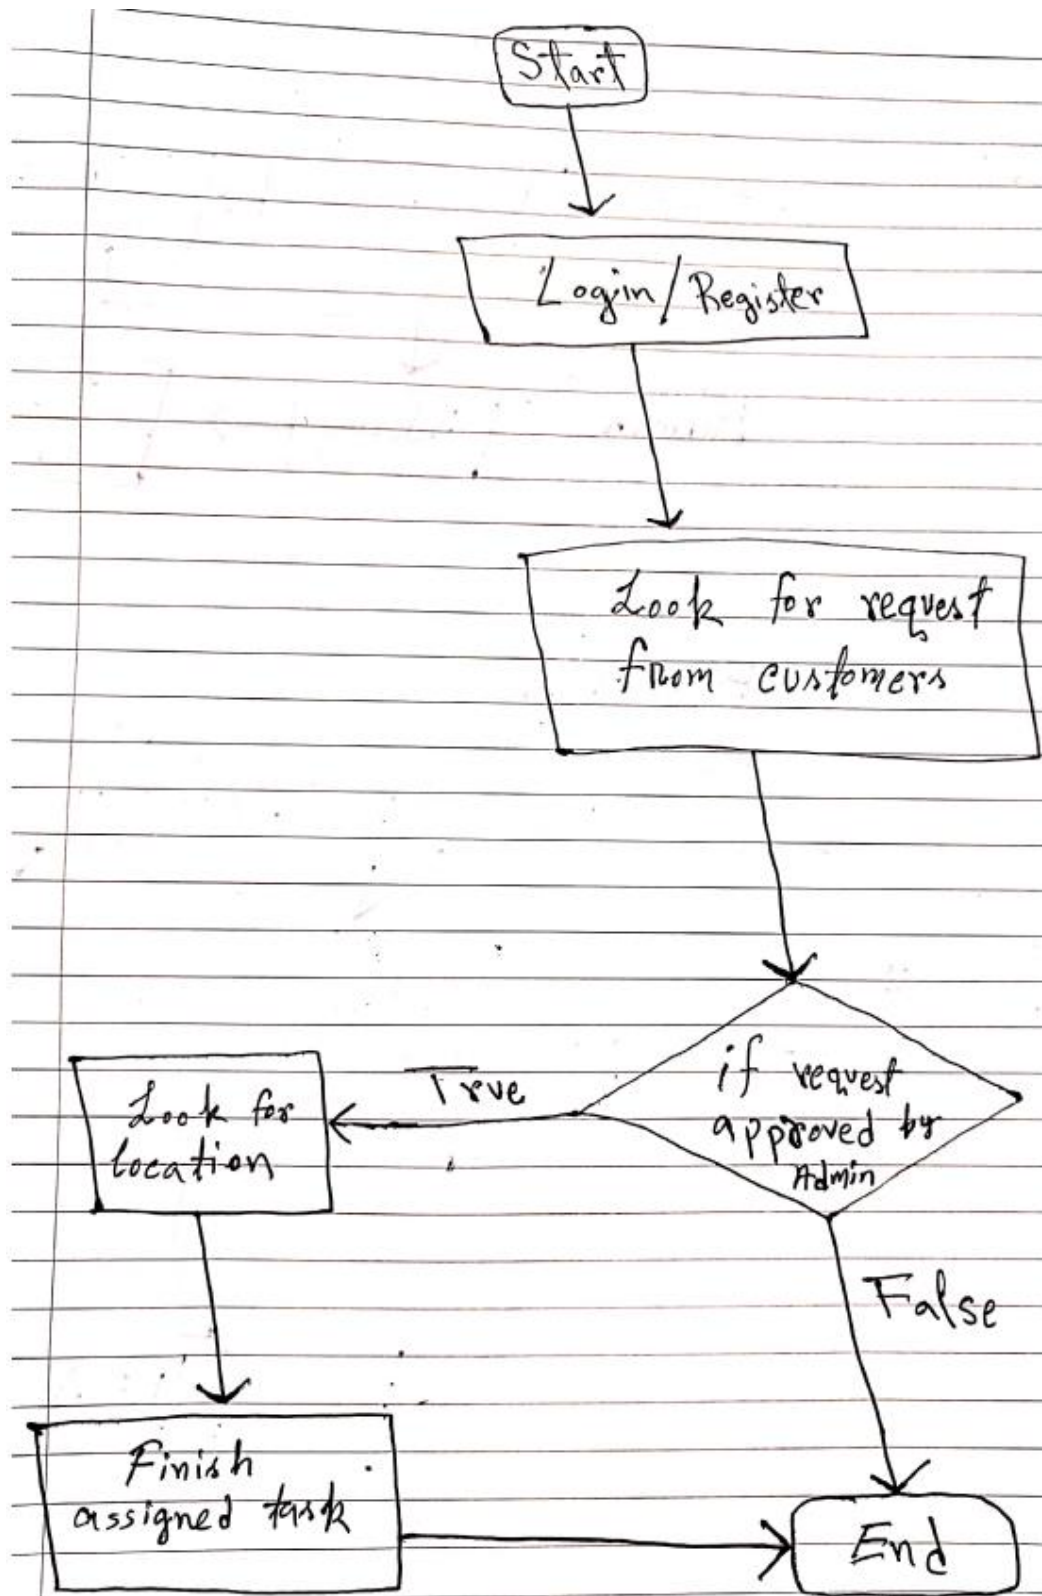 Start
Login/Register
Look for request
from customers
if request
approved by
Admin
True
Look for
location
False
Finish
assigned task
End